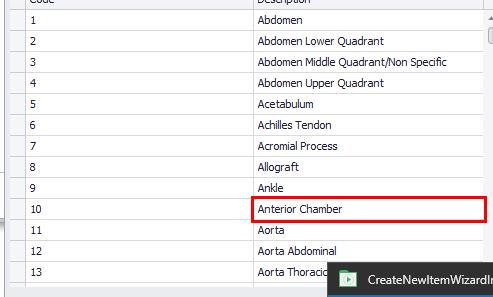 Code Description
1 Abdomen
2 Abdomen Lower Quadrant
3 Abdomen Middle Quadrant/Non Specific
4 Abdomen Upper Quadrant
5 Acetabulum
6 Achilles Tendon
7 Acromial Process
8 Allograft
9 Ankle
10 Anterior Chamber
11 Aorta
12 Aorta Abdominal
13 Aorta Thoracic
CreateNewItemWizardIn